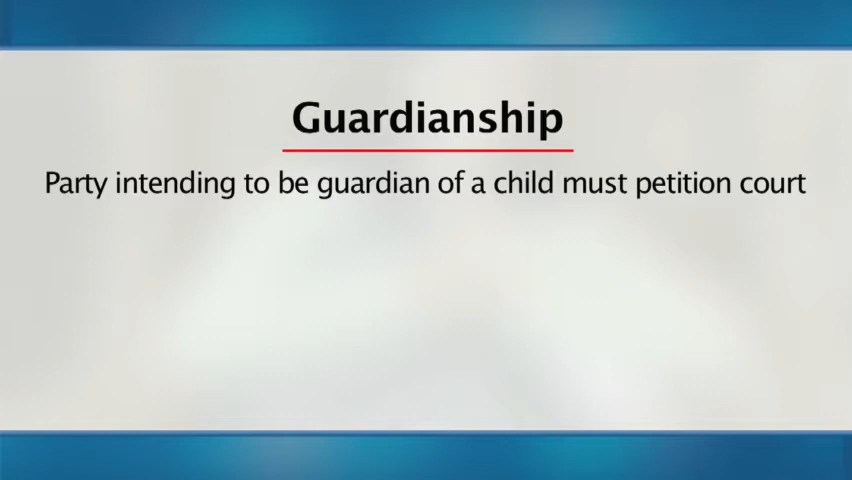 Guardianship
Party intending to be guardian of a child must petition court